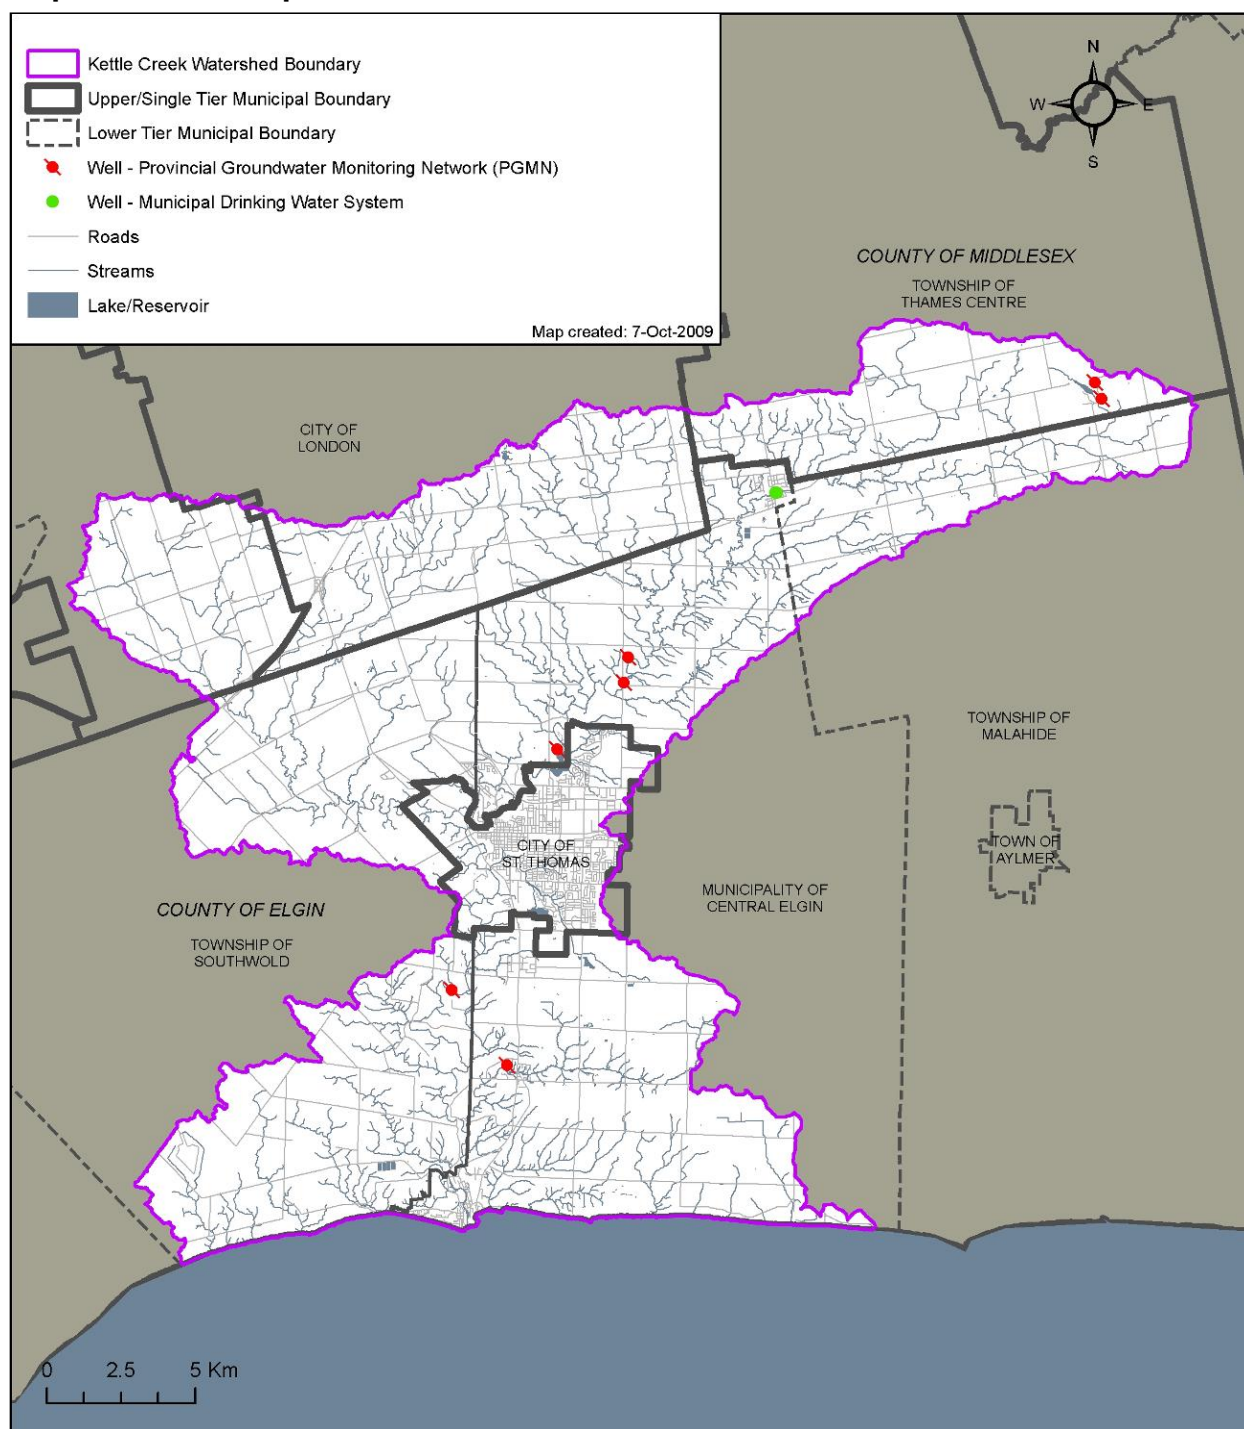 Kettle Creek Watershed Boundary
Upper/Single Tier Municipal Boundary
Lower Tier Municipal Boundary
Well - Provincial Groundwater Monitoring Network (PGMN)
Well - Municipal Drinking Water System
Roads
Streams
Lake/Reservoir
Map created: 7-Oct-2009
N
W
E
S
COUNTY OF MIDDLESEX
TOWNSHIP OF
THAMES CENTRE
CITY OF
LONDON
TOWNSHIP OF
MALAHIDE
TOWN OF
AYLMER
CITY OF
ST. THOMAS
MUNICIPALITY OF
CENTRAL ELGIN
COUNTY OF ELGIN
TOWNSHIP OF
SOUTHWOLD
0 2.5 5 Km